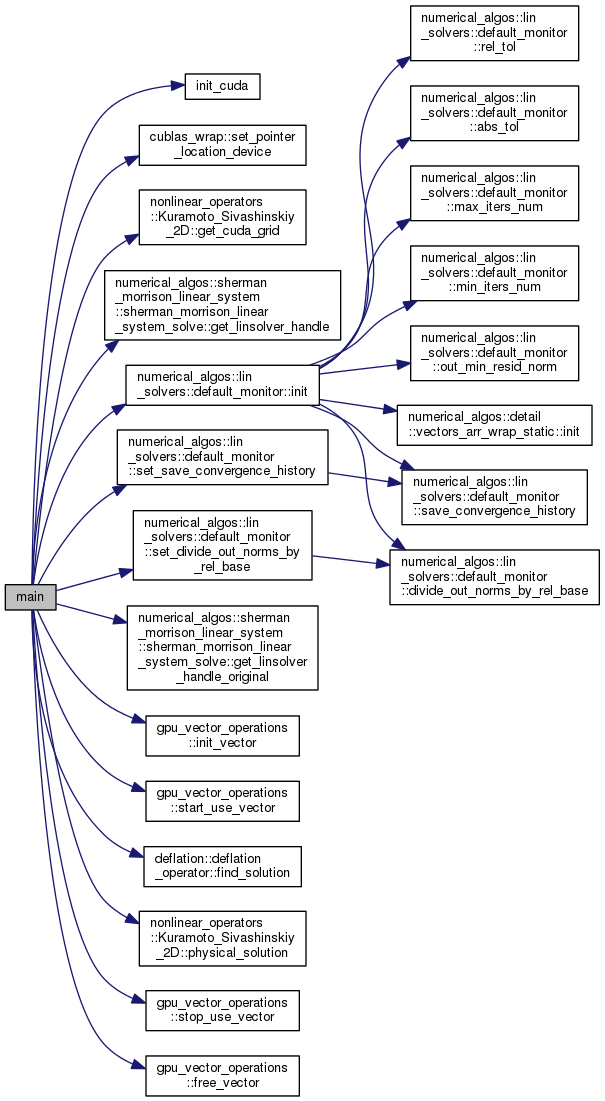 main
init_cuda
cublas_wrap::set_pointer
_location_device
nonlinear_operators
::Kuramoto_Sivashinskiy
_2D::get_cuda_grid
numerical_algos::sherman
_morrison_linear_system
::sherman_morrison_linear
_system_solve::get_linsolver_handle
numerical_algos::lin
_solvers::default_monitor::init
numerical_algos::lin
_solvers::default_monitor
::set_save_convergence_history
numerical_algos::lin
_solvers::default_monitor
::set_divide_out_norms_by
_rel_base
numerical_algos::sherman
_morrison_linear_system
::sherman_morrison_linear
_system_solve::get_linsolver
_handle_original
gpu_vector_operations
::init_vector
gpu_vector_operations
::start_use_vector
deflation::deflation
_operator::find_solution
nonlinear_operators
::Kuramoto_Sivashinskiy
_2D::physical_solution
gpu_vector_operations
::stop_use_vector
gpu_vector_operations
::free_vector
numerical_algos::lin
_solvers::default_monitor
::rel_tol
numerical_algos::lin
_solvers::default_monitor
::abs_tol
numerical_algos::lin
_solvers::default_monitor
::max_iters_num
numerical_algos::lin
_solvers::default_monitor
::min_iters_num
numerical_algos::lin
_solvers::default_monitor
::out_min_resid_norm
numerical_algos::detail
::vectors_arr_wrap_static::init
numerical_algos::lin
_solvers::default_monitor
::save_convergence_history
numerical_algos::lin
_solvers::default_monitor
::divide_out_norms_by_rel_base